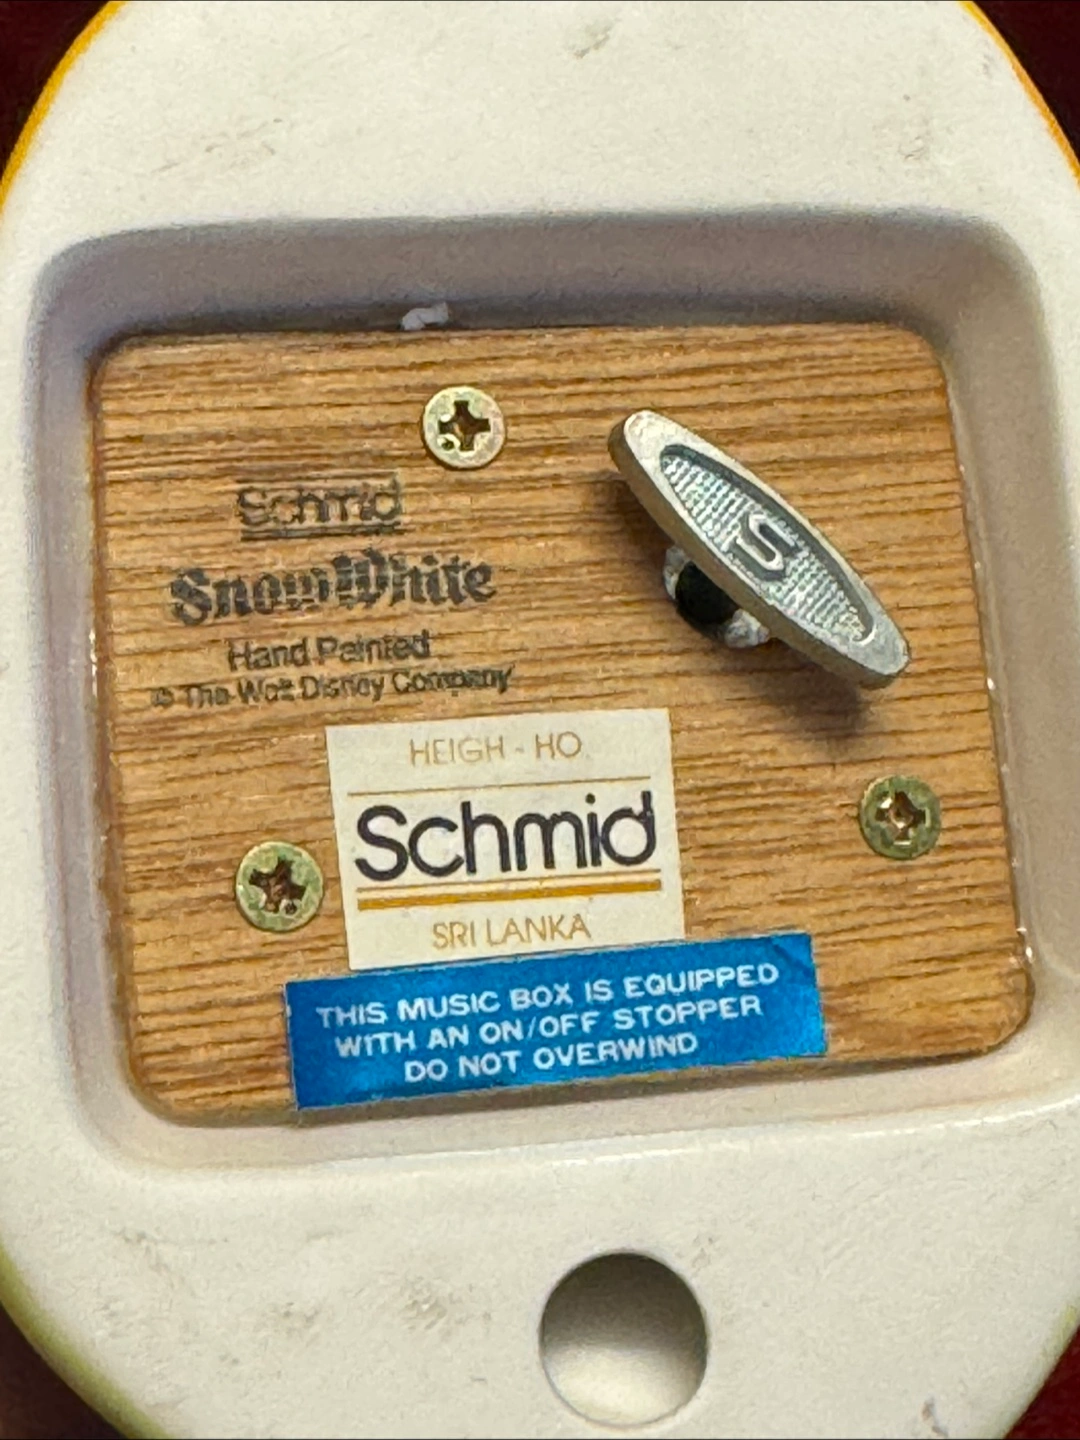 Schmid
Snow White
Hand Painted
© The Walt Disney Company
S
HEIGH - HO
Schmid
SRI LANKA
THIS MUSIC BOX IS EQUIPPED
WITH AN ON/OFF STOPPER
DO NOT OVERWIND